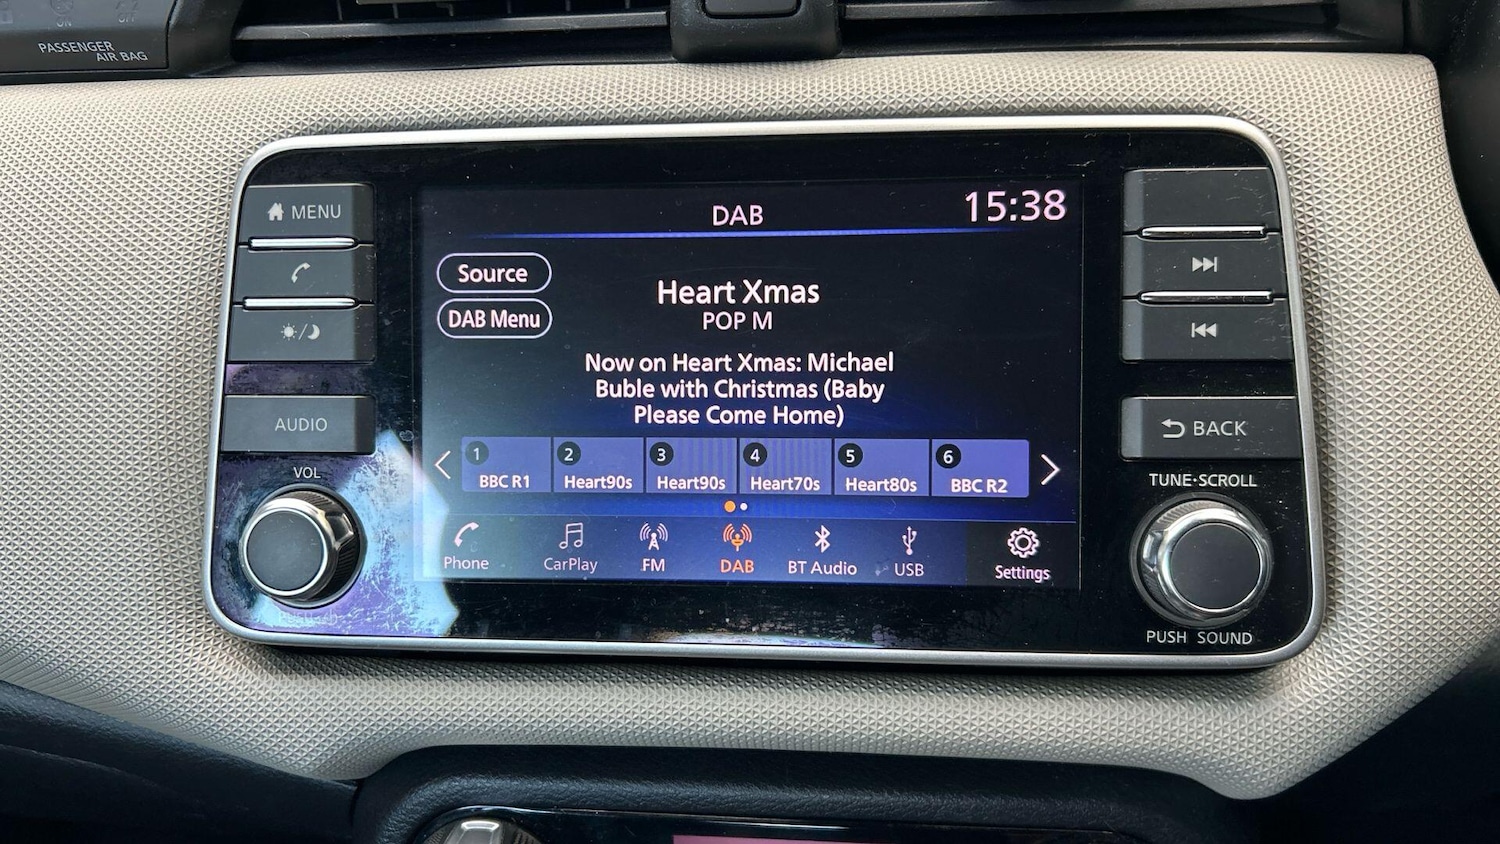 ON
OFF
PASSENGER
AIR BAG
MENU
AUDIO
VOL
DAB
15:38
Source
DAB Menu
Heart Xmas
POP M
Now on Heart Xmas: Michael
Buble with Christmas (Baby
Please Come Home)
1 BBC R1
2 Heart90s
3 Heart90s
4 Heart70s
5 Heart80s
6 BBC R2
Phone
CarPlay
FM
DAB
BT Audio
USB
Settings
BACK
TUNE·SCROLL
PUSH SOUND